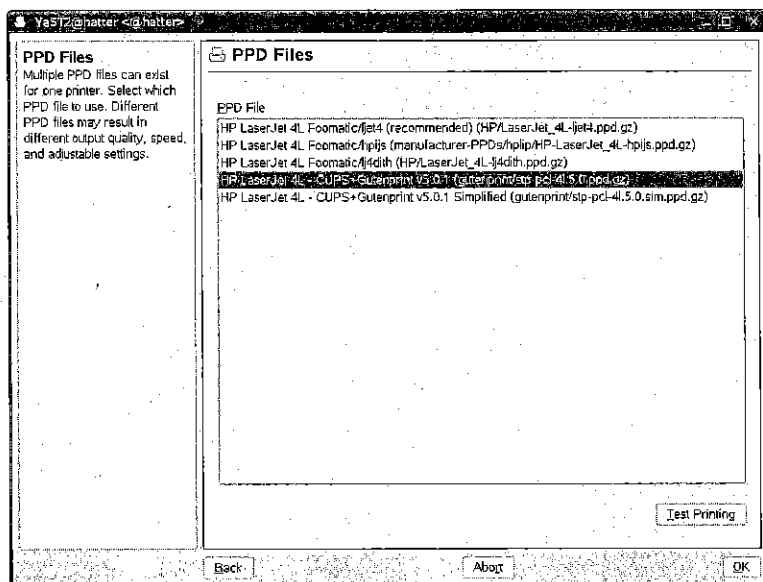 YaST2@hatter <@hatter>
PPD Files
Multiple PPD files can exist
for one printer. Select which
PPD file to use. Different
PPD files may result in
different output quality, speed,
and adjustable settings.
PPD Files
PPD File
HP LaserJet 4L Foomatic/ljet4 (recommended) (HP/LaserJet_4L-ljet4.ppd.gz)
HP LaserJet 4L Foomatic/hpijs (manufacturer-PPDs/hplip/HP-LaserJet_4L-hpijs.ppd.gz)
HP LaserJet 4L Foomatic/lj4dith (HP/LaserJet_4L-lj4dith.ppd.gz)
HP LaserJet 4L - CUPS+Gutenprint v5.0.1 (gutenprint/stp-pcl-4l.5.0.ppd.gz)
HP LaserJet 4L - CUPS+Gutenprint v5.0.1 Simplified (gutenprint/stp-pcl-4l.5.0.sim.ppd.gz)
Test Printing
Back
Abort
OK